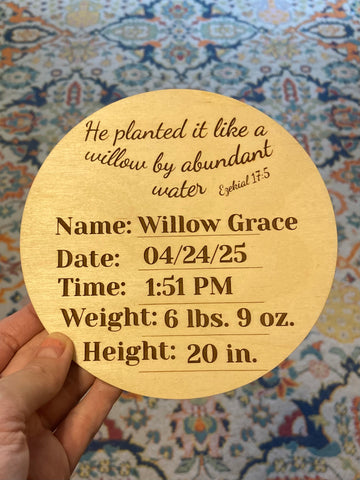 He planted it like a
willow by abundant
water Ezekial 17:5
Name: Willow Grace
Date: 04/24/25
Time: 1:51 PM
Weight: 6 lbs. 9 oz.
Height: 20 in.